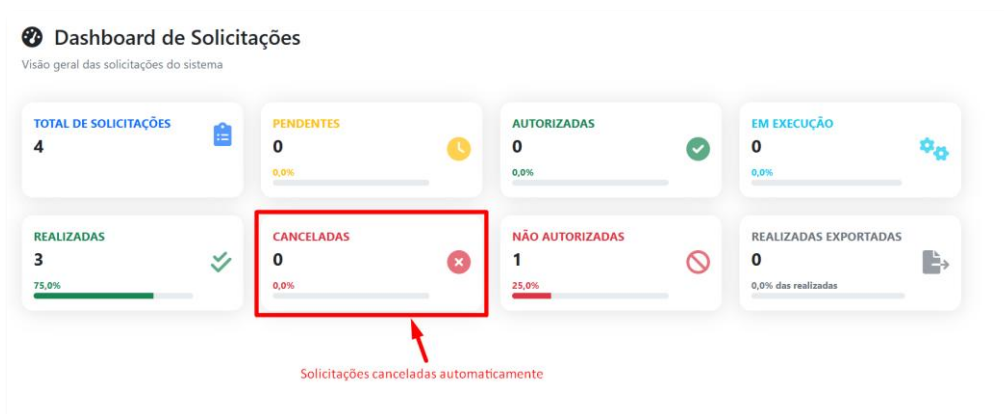 Dashboard de Solicitações
Visão geral das solicitações do sistema
TOTAL DE SOLICITAÇÕES
4
PENDENTES
0
0,0%
AUTORIZADAS
0
0,0%
EM EXECUÇÃO
0
0,0%
REALIZADAS
3
75,0%
CANCELADAS
0
0,0%
NÃO AUTORIZADAS
1
25,0%
REALIZADAS EXPORTADAS
0
0,0% das realizadas
Solicitações canceladas automaticamente